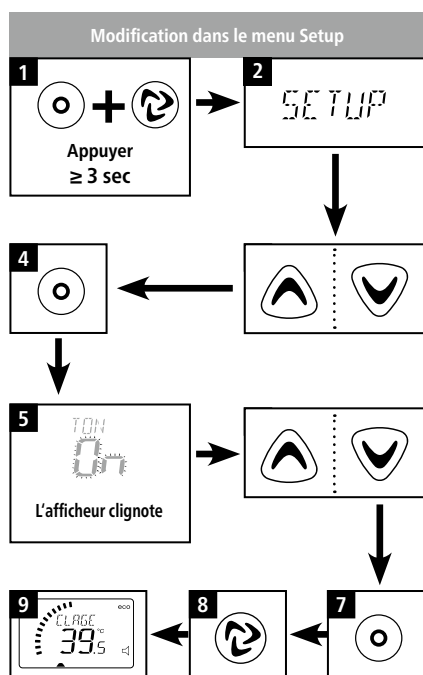 Modification dans le menu Setup
1
Appuyer
≥ 3 sec
2
SETUP
4
5
TON
On
L'afficheur clignote
7
8
9
eco
CLAGE
39.5 °C